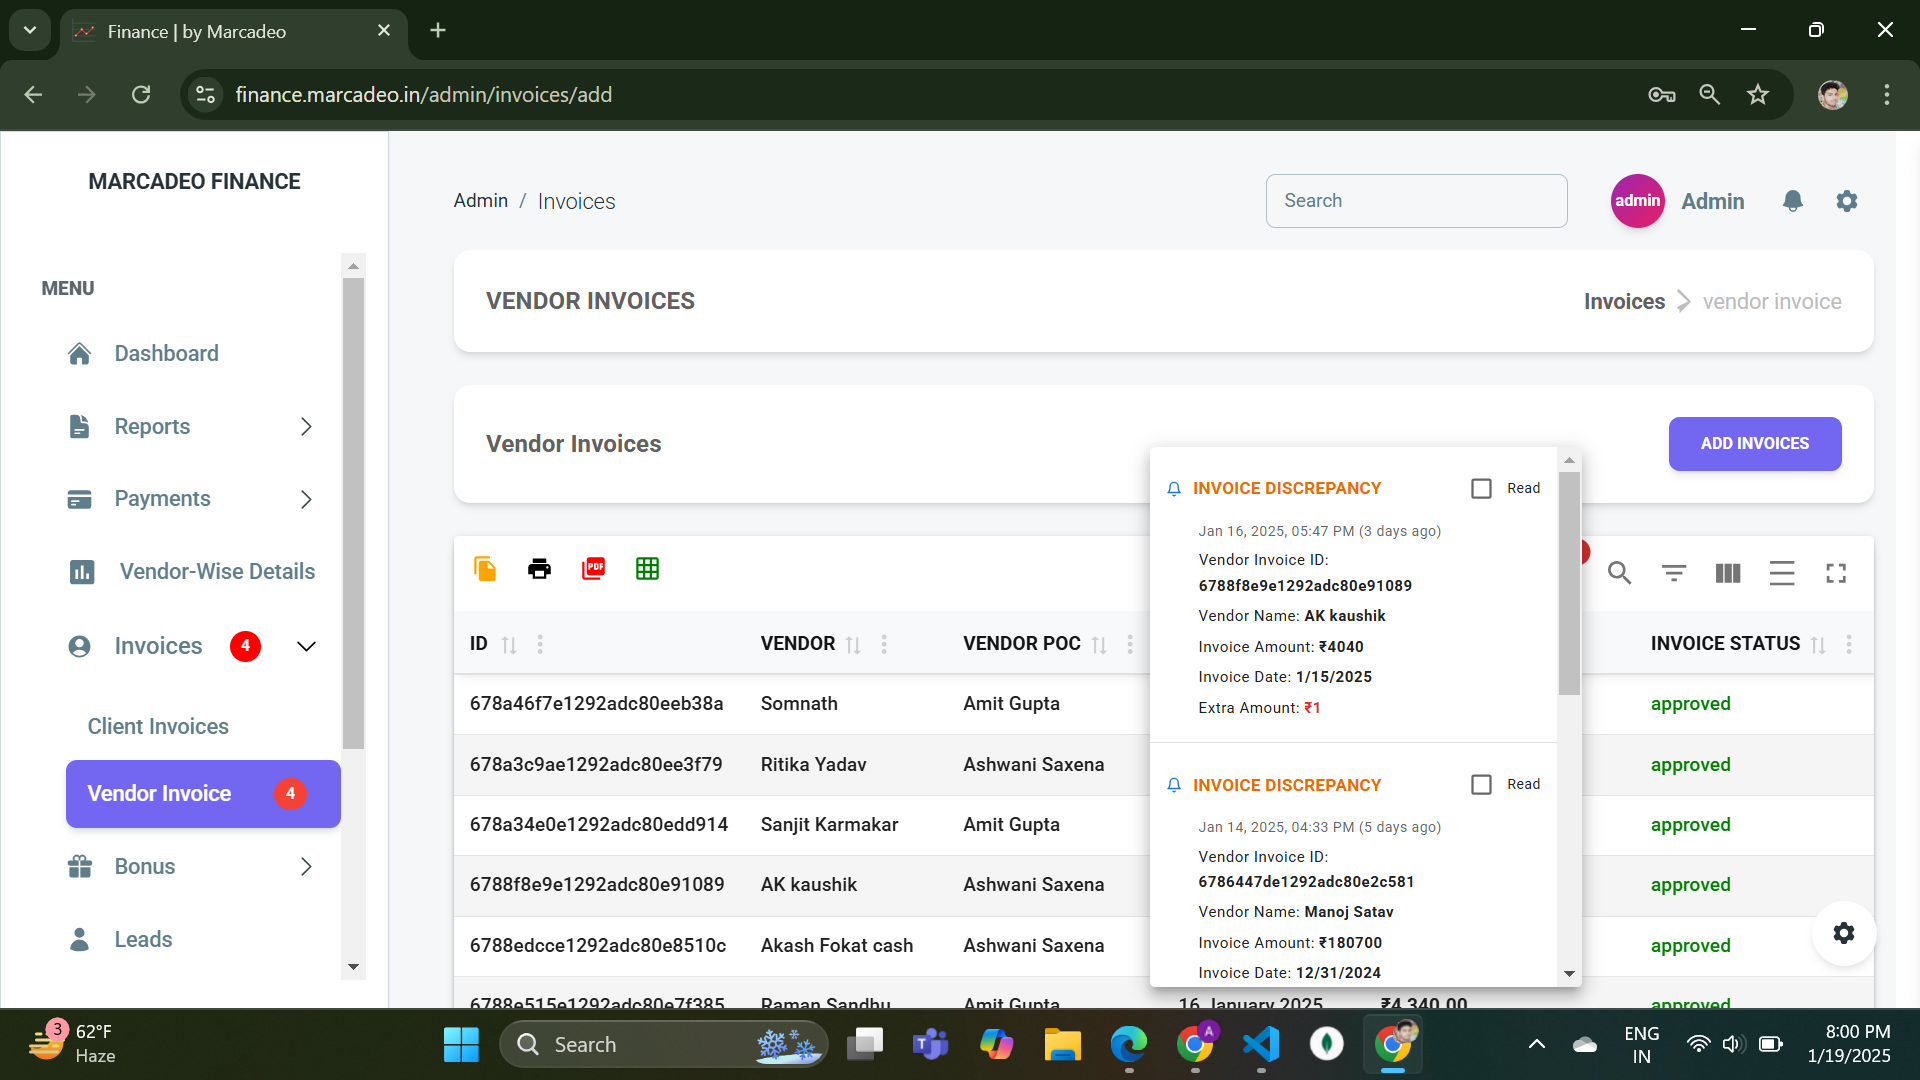 Finance | by Marcadeo
finance.marcadeo.in/admin/invoices/add
MARCADEO FINANCE
MENU
Dashboard
Reports
Payments
Vendor-Wise Details
Invoices 4
Client Invoices
Vendor Invoice 4
Bonus
Leads
Admin / Invoices
Search
admin Admin
VENDOR INVOICES
Invoices vendor invoice
Vendor Invoices
ADD INVOICES
PDF
ID VENDOR VENDOR POC INVOICE STATUS
678a46f7e1292adc80eeb38a Somnath Amit Gupta approved
678a3c9ae1292adc80ee3f79 Ritika Yadav Ashwani Saxena approved
678a34e0e1292adc80edd914 Sanjit Karmakar Amit Gupta approved
6788f8e9e1292adc80e91089 AK kaushik Ashwani Saxena approved
6788edcce1292adc80e8510c Akash Fokat cash Ashwani Saxena approved
6788e515e1292adc80e7f385 Raman Sandhu Amit Gupta 16 January 2025 ₹4,340.00 approved
INVOICE DISCREPANCY Read
Jan 16, 2025, 05:47 PM (3 days ago)
Vendor Invoice ID:
6788f8e9e1292adc80e91089
Vendor Name: AK kaushik
Invoice Amount: ₹4040
Invoice Date: 1/15/2025
Extra Amount: ₹1
INVOICE DISCREPANCY Read
Jan 14, 2025, 04:33 PM (5 days ago)
Vendor Invoice ID:
6786447de1292adc80e2c581
Vendor Name: Manoj Satav
Invoice Amount: ₹180700
Invoice Date: 12/31/2024
3
62°F
Haze
Search
A
ENG
IN
8:00 PM
1/19/2025